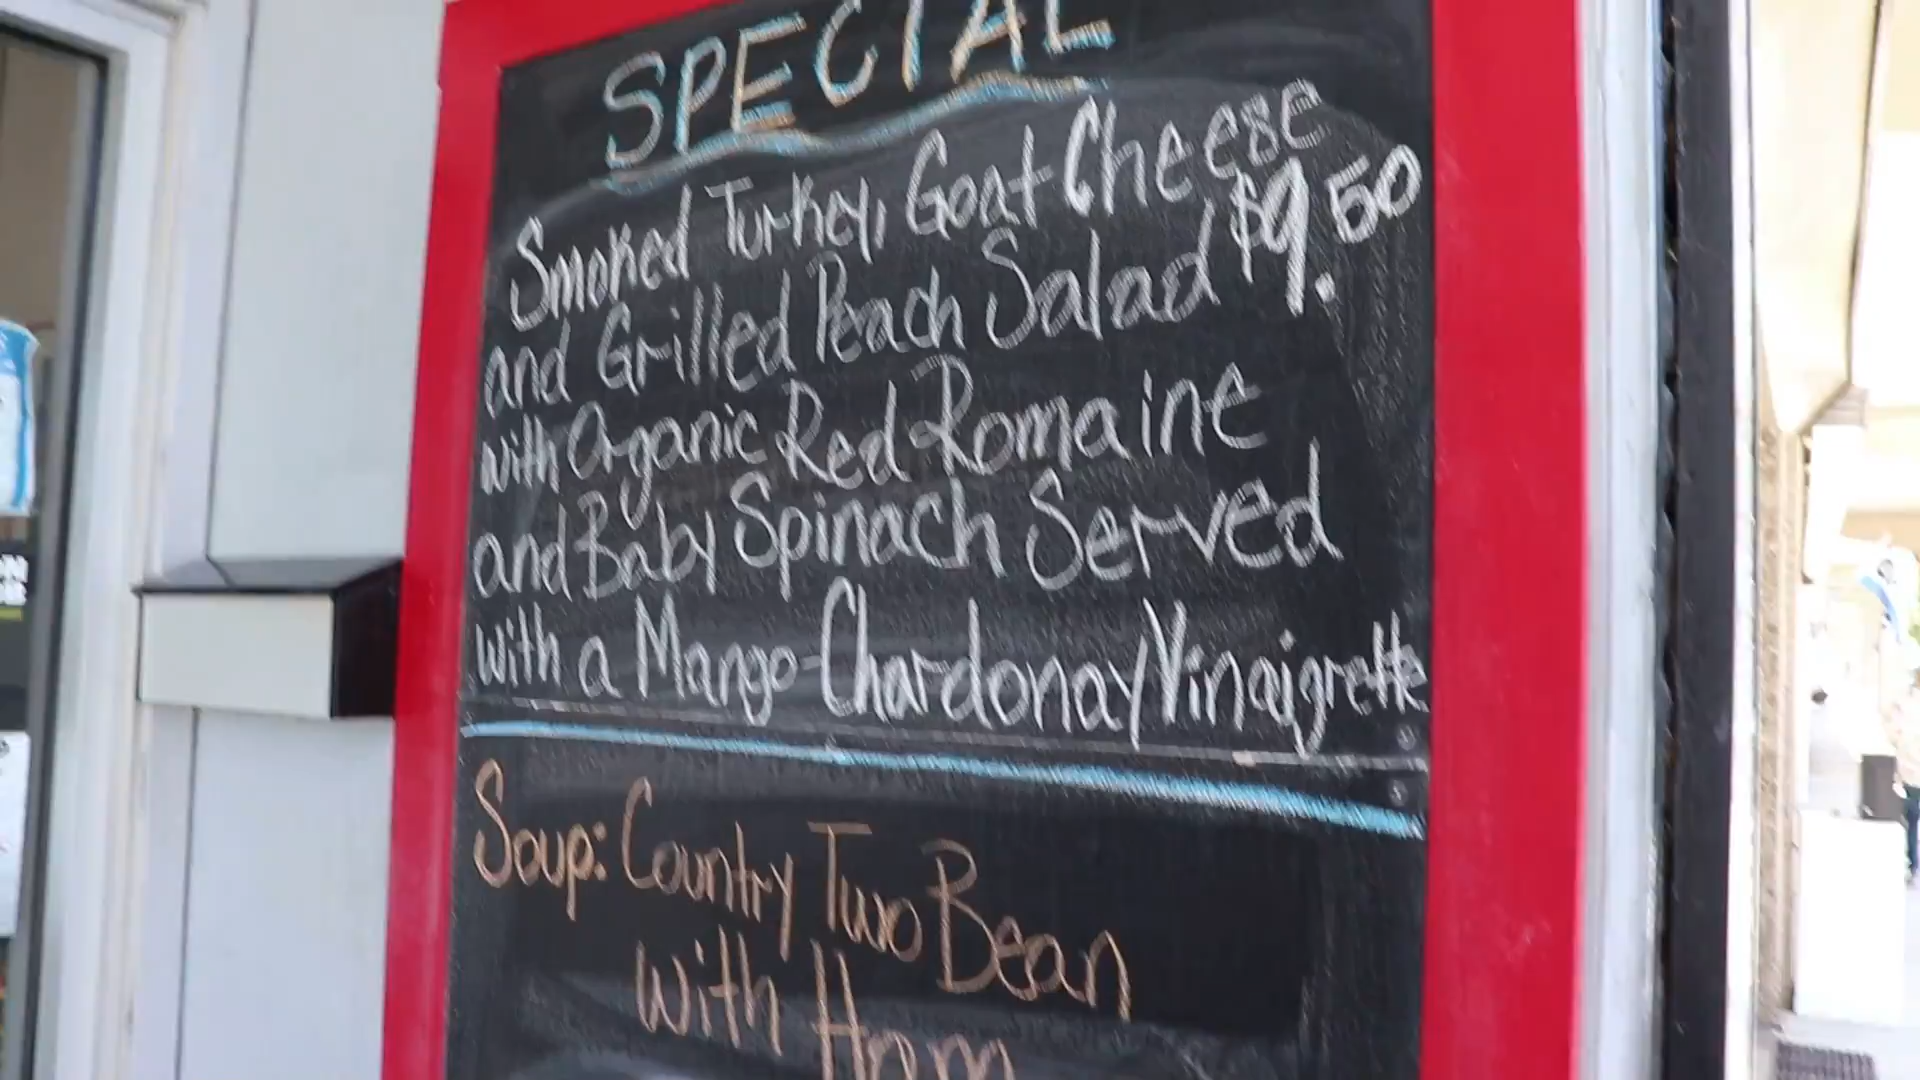 SPECIAL
Smoked Turkey, Goat Cheese
and Grilled Peach Salad $9.50
with Organic Red Romaine
and Baby Spinach Served
with a Mango-Chardonay Vinaigrette
Soup: Country Two Bean
with Ham